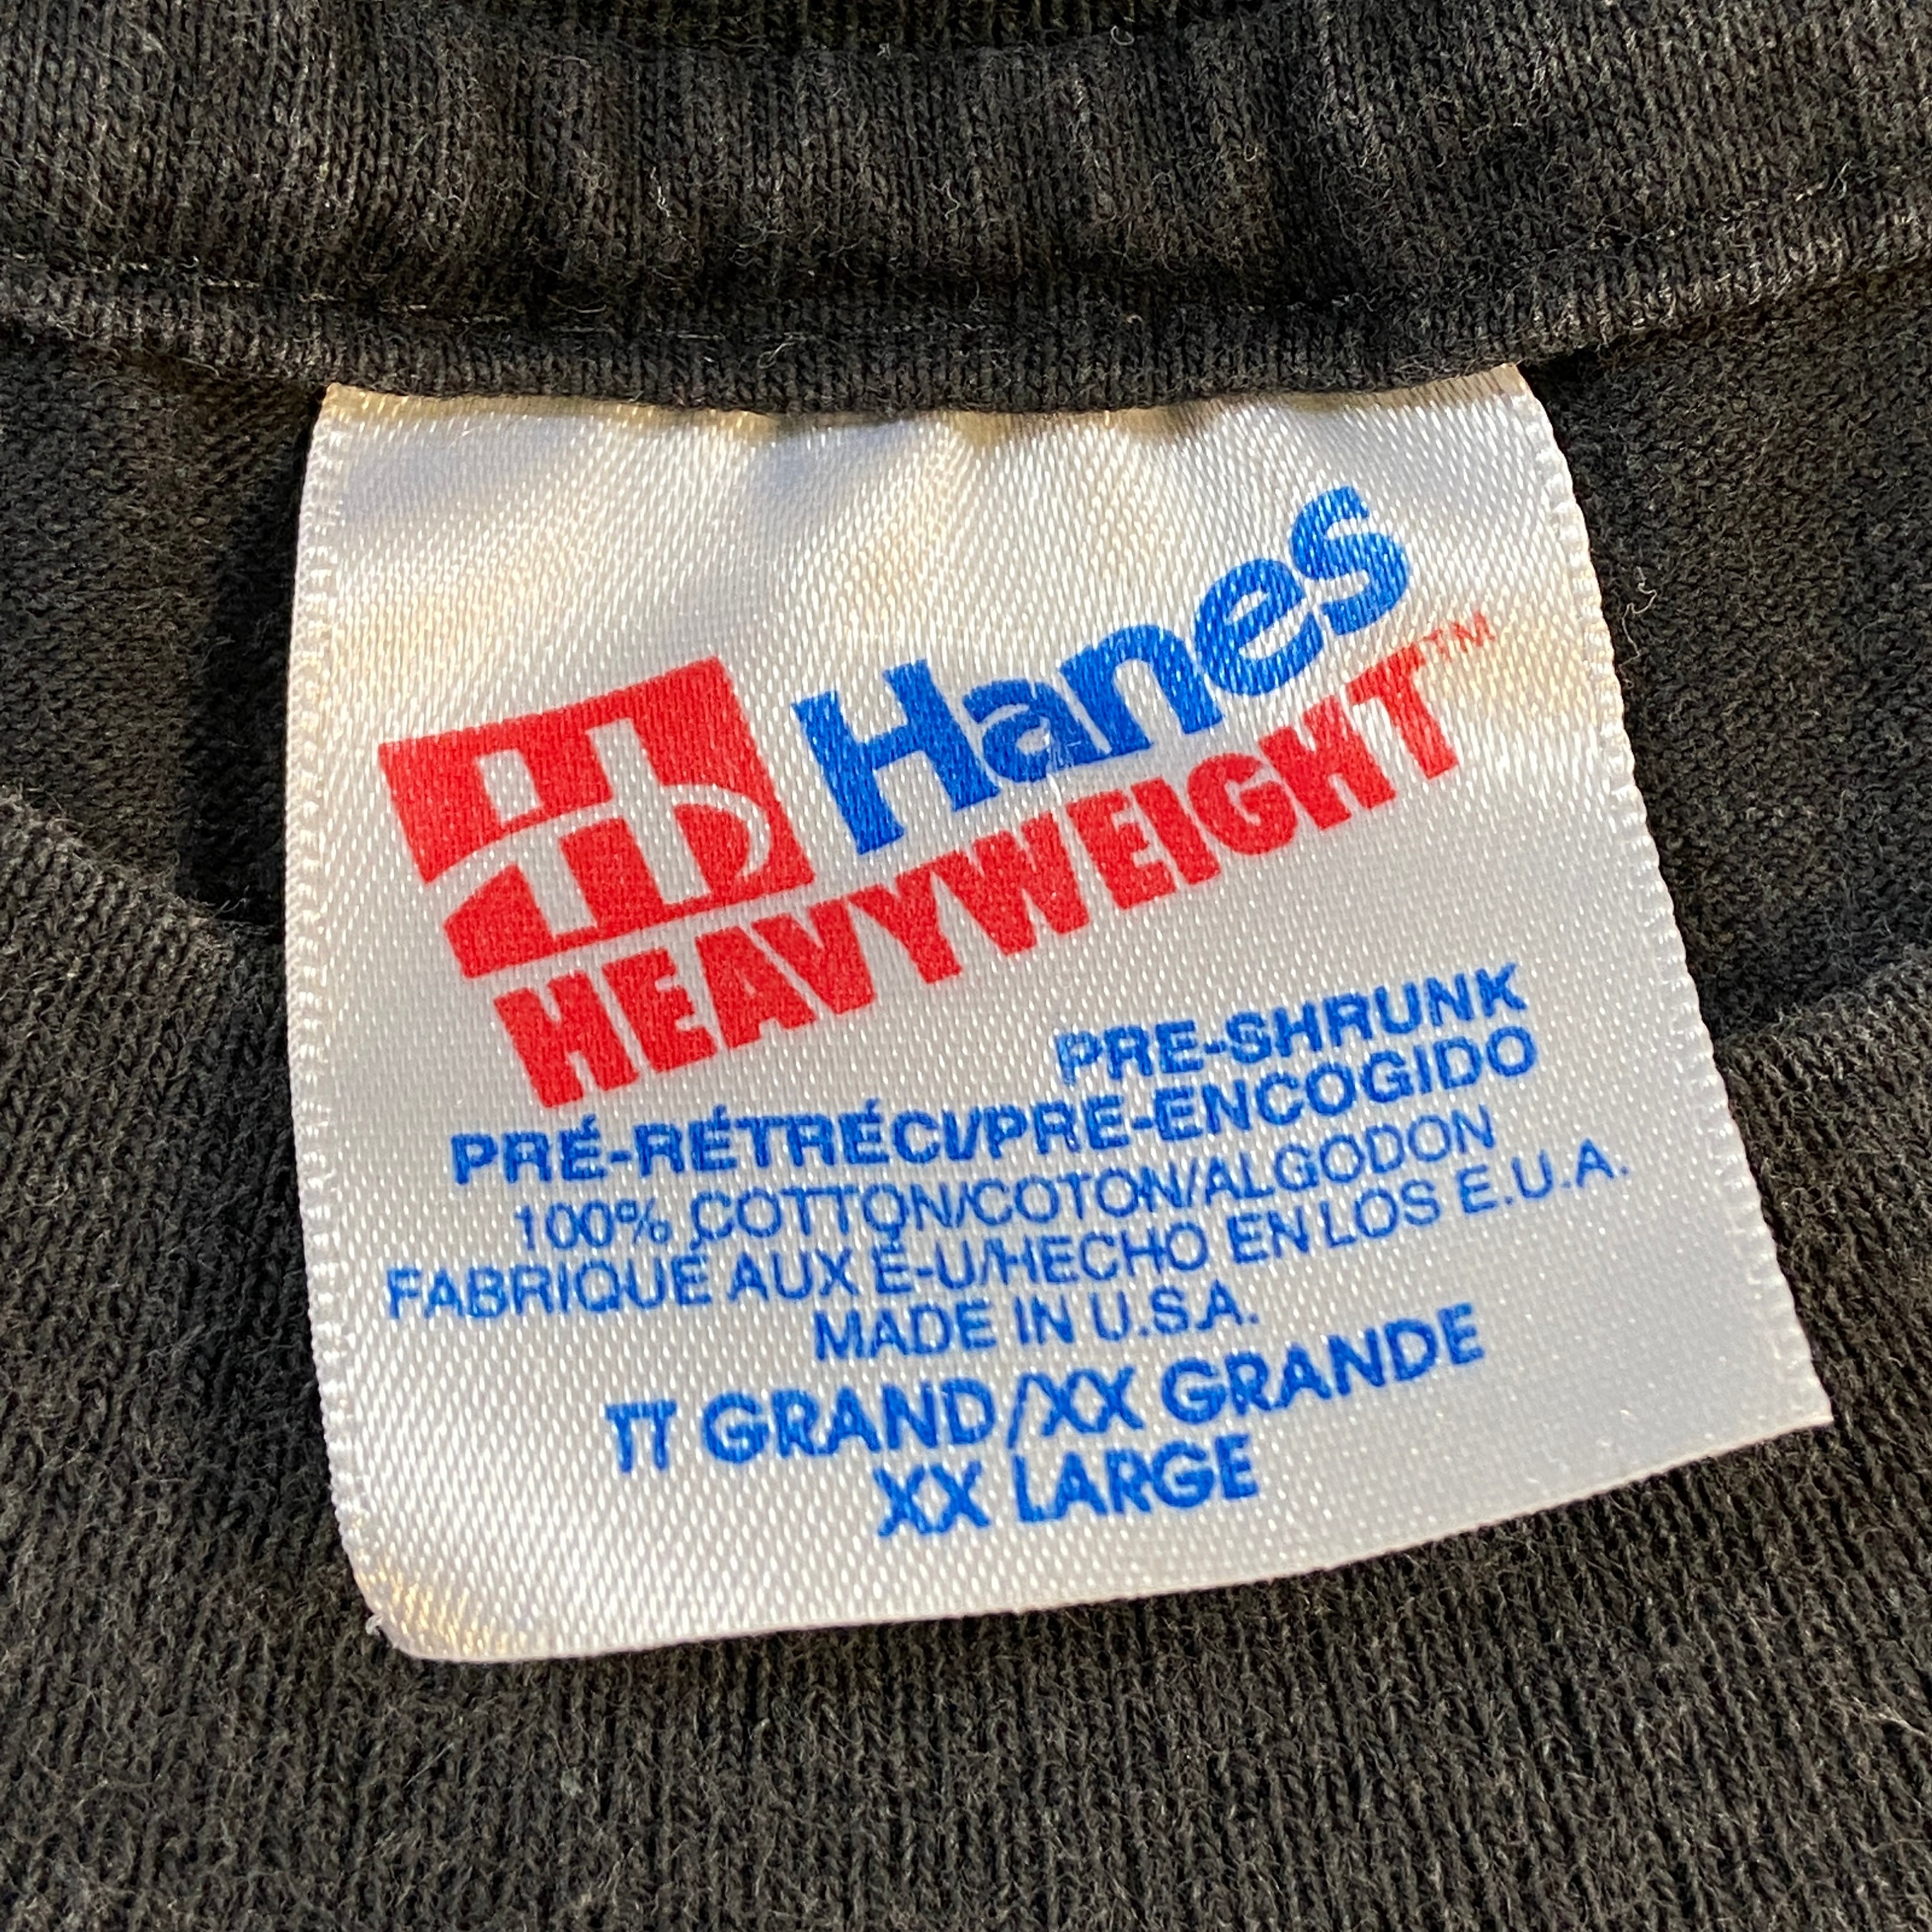 Hanes
HEAVYWEIGHT™
PRE-SHRUNK
PRÉ-RÉTRÉCI/PRE-ENCOGIDO
100% COTTON/COTON/ALGODON
FABRIQUÉ AUX É-U/HECHO EN LOS E.U.A.
MADE IN U.S.A.
TT GRAND/XX GRANDE
XX LARGE